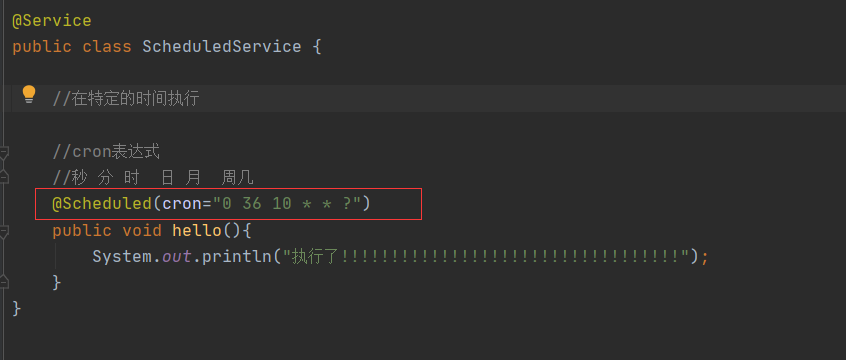 @Service
public class ScheduledService {
//在特定的时间执行
//cron表达式
//秒 分 时  日 月  周几
@Scheduled(cron="0 36 10 * * ?")
public void hello(){
System.out.println("执行了!!!!!!!!!!!!!!!!!!!!!!!!!!!!!!!!!!");
}
}